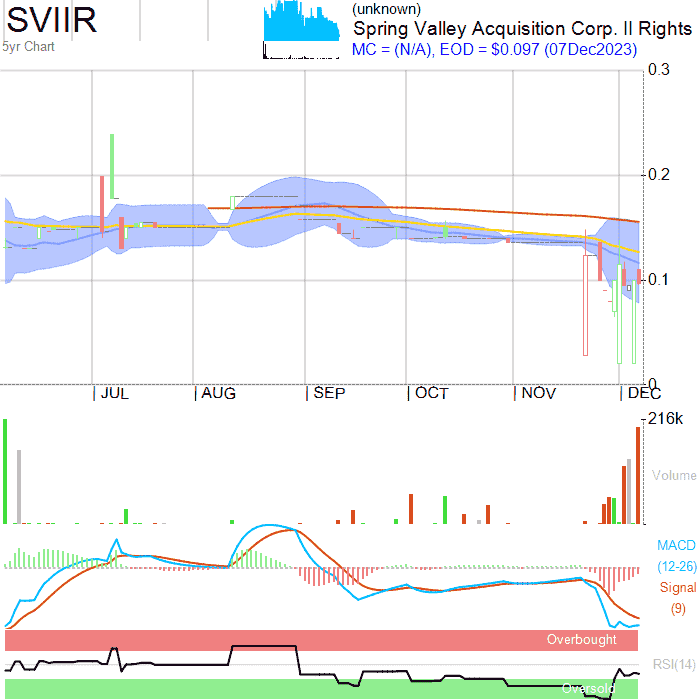 SVIIR
5yr Chart
(unknown)
Spring Valley Acquisition Corp. II Rights
MC = (N/A), EOD = $0.097 (07Dec2023)
0.3
0.2
0.1
0
JUL AUG SEP OCT NOV DEC
216k
Volume
MACD
(12-26)
Signal
(9)
Overbought
RSI(14)
Oversold